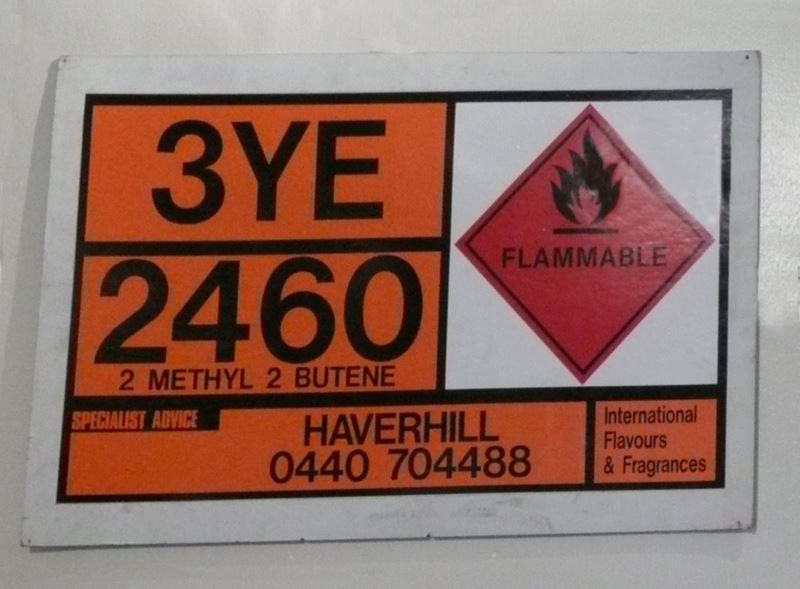 3YE
2460
2 METHYL 2 BUTENE
FLAMMABLE
SPECIALIST ADVICE
HAVERHILL
0440 704488
International
Flavours
& Fragrances